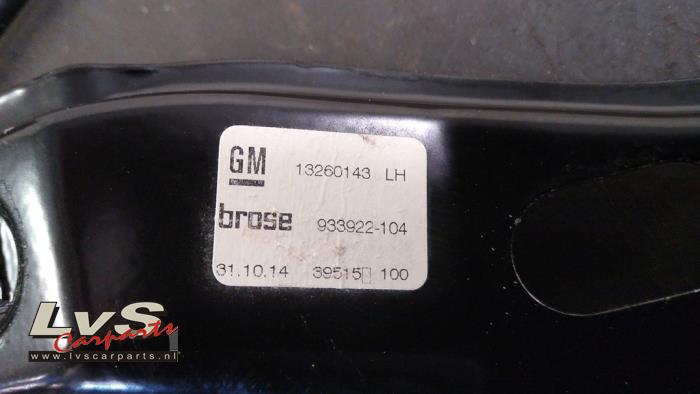 GM 13260143 LH
brose 933922-104
31.10.14 39515 100
LvS
Carparts
www.lvscarparts.nl